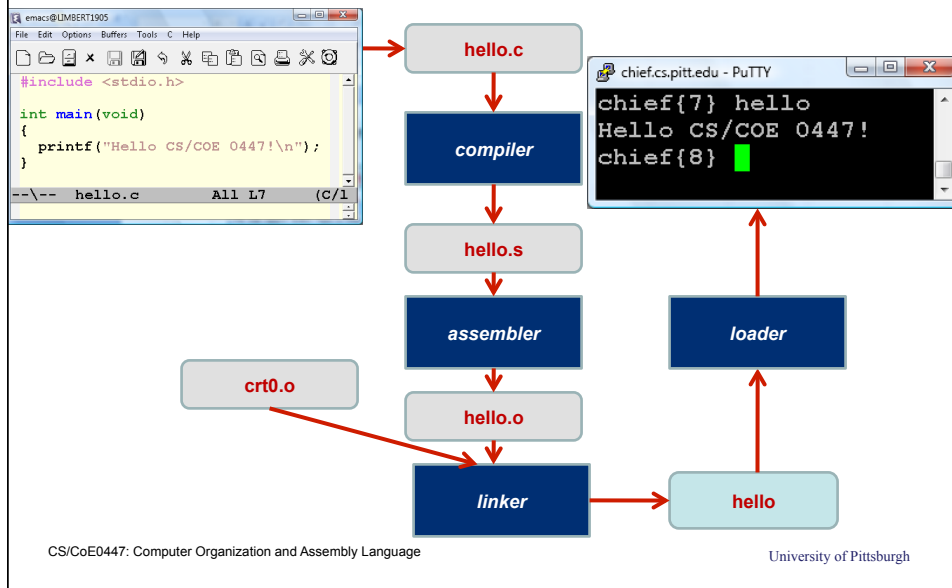 emacs@LIMBERT1905
File Edit Options Buffers Tools C Help
#include <stdio.h>
int main(void)
{
printf("Hello CS/COE 0447!\n");
}
--\-- hello.c All L7 (C/l
hello.c
compiler
hello.s
assembler
crt0.o
hello.o
linker
hello
loader
chief.cs.pitt.edu - PuTTY
chief{7} hello
Hello CS/COE 0447!
chief{8}
CS/CoE0447: Computer Organization and Assembly Language
University of Pittsburgh